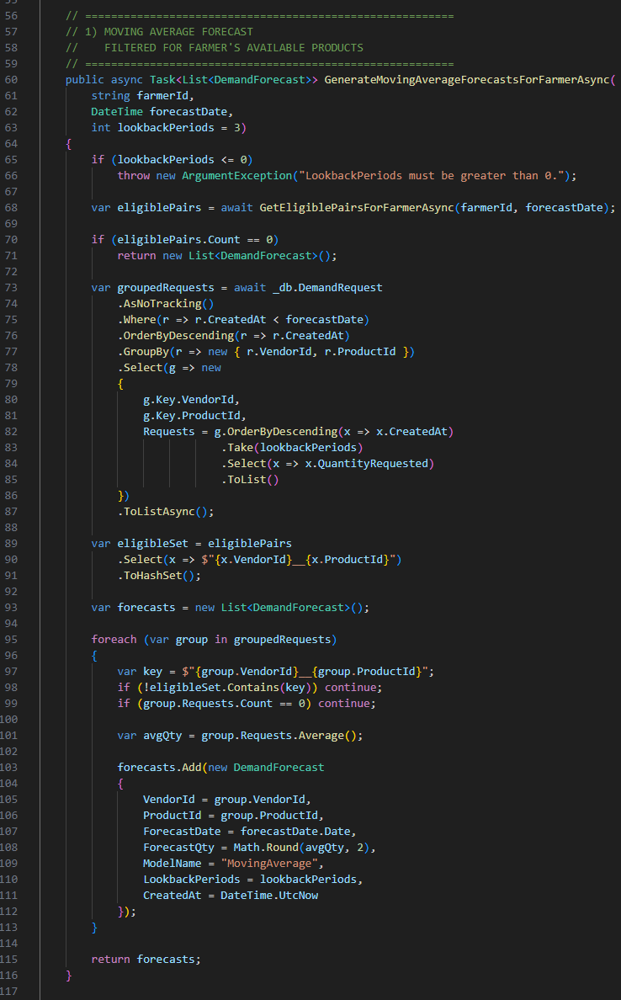 55
56 // =========================================================
57 // 1) MOVING AVERAGE FORECAST
58 //    FILTERED FOR FARMER'S AVAILABLE PRODUCTS
59 // =========================================================
60 public async Task<List<DemandForecast>> GenerateMovingAverageForecastsForFarmerAsync(
61     string farmerId,
62     DateTime forecastDate,
63     int lookbackPeriods = 3)
64 {
65     if (lookbackPeriods <= 0)
66         throw new ArgumentException("LookbackPeriods must be greater than 0.");
67
68     var eligiblePairs = await GetEligiblePairsForFarmerAsync(farmerId, forecastDate);
69
70     if (eligiblePairs.Count == 0)
71         return new List<DemandForecast>();
72
73     var groupedRequests = await _db.DemandRequest
74         .AsNoTracking()
75         .Where(r => r.CreatedAt < forecastDate)
76         .OrderByDescending(r => r.CreatedAt)
77         .GroupBy(r => new { r.VendorId, r.ProductId })
78         .Select(g => new
79         {
80             g.Key.VendorId,
81             g.Key.ProductId,
82             Requests = g.OrderByDescending(x => x.CreatedAt)
83                         .Take(lookbackPeriods)
84                         .Select(x => x.QuantityRequested)
85                         .ToList()
86         })
87         .ToListAsync();
88
89     var eligibleSet = eligiblePairs
90         .Select(x => $"{x.VendorId}__{x.ProductId}")
91         .ToHashSet();
92
93     var forecasts = new List<DemandForecast>();
94
95     foreach (var group in groupedRequests)
96     {
97         var key = $"{group.VendorId}__{group.ProductId}";
98         if (!eligibleSet.Contains(key)) continue;
99         if (group.Requests.Count == 0) continue;
100
101         var avgQty = group.Requests.Average();
102
103         forecasts.Add(new DemandForecast
104         {
105             VendorId = group.VendorId,
106             ProductId = group.ProductId,
107             ForecastDate = forecastDate.Date,
108             ForecastQty = Math.Round(avgQty, 2),
109             ModelName = "MovingAverage",
110             LookbackPeriods = lookbackPeriods,
111             CreatedAt = DateTime.UtcNow
112         });
113     }
114
115     return forecasts;
116 }
117